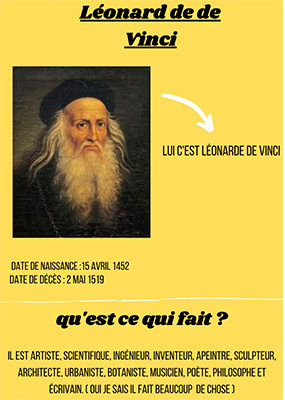 Léonard de de
Vinci
LUI C'EST LÉONARDE DE VINCI
DATE DE NAISSANCE :15 AVRIL 1452
DATE DE DÉCÈS : 2 MAI 1519
qu'est ce qui fait ?
IL EST ARTISTE, SCIENTIFIQUE, INGÉNIEUR, INVENTEUR, APEINTRE, SCULPTEUR,
ARCHITECTE, URBANISTE, BOTANISTE, MUSICIEN, POÈTE, PHILOSOPHE ET
ÉCRIVAIN. ( OUI JE SAIS IL FAIT BEAUCOUP DE CHOSE )